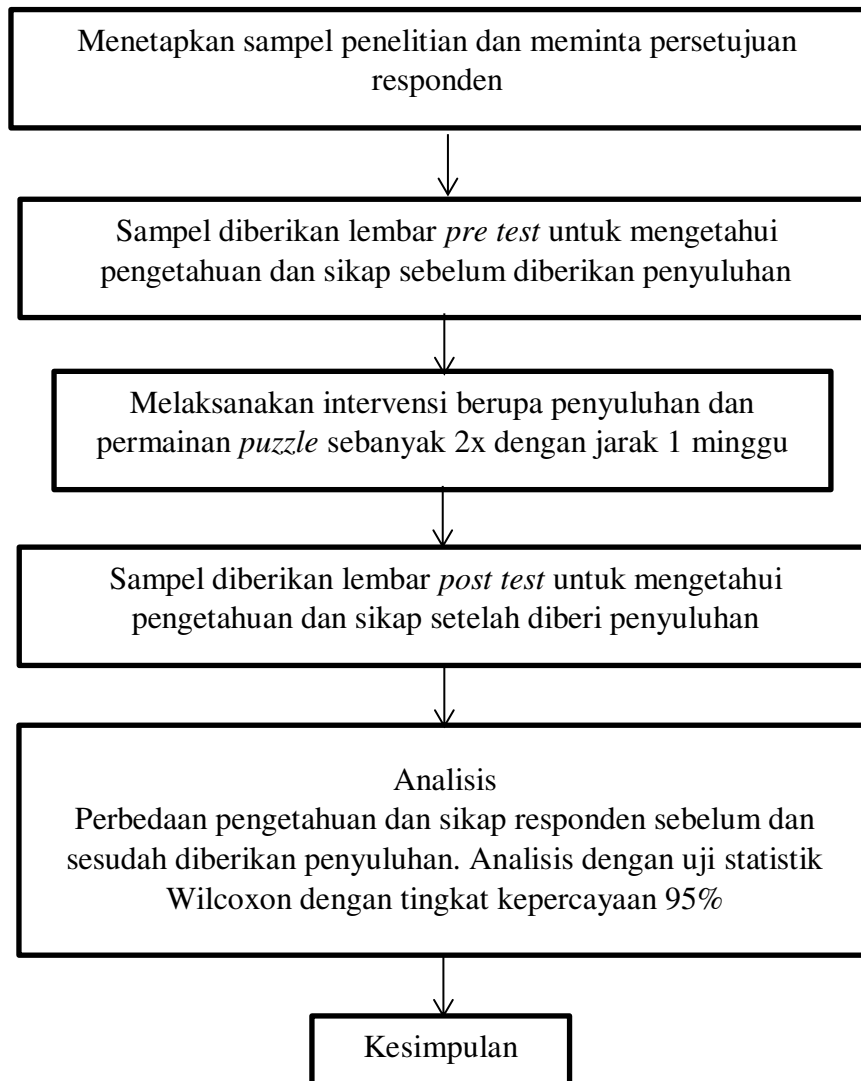 Menetapkan sampel penelitian dan meminta persetujuan
responden
Sampel diberikan lembar pre test untuk mengetahui
pengetahuan dan sikap sebelum diberikan penyuluhan
Melaksanakan intervensi berupa penyuluhan dan
permainan puzzle sebanyak 2x dengan jarak 1 minggu
Sampel diberikan lembar post test untuk mengetahui
pengetahuan dan sikap setelah diberi penyuluhan
Analisis
Perbedaan pengetahuan dan sikap responden sebelum dan
sesudah diberikan penyuluhan. Analisis dengan uji statistik
Wilcoxon dengan tingkat kepercayaan 95%
Kesimpulan